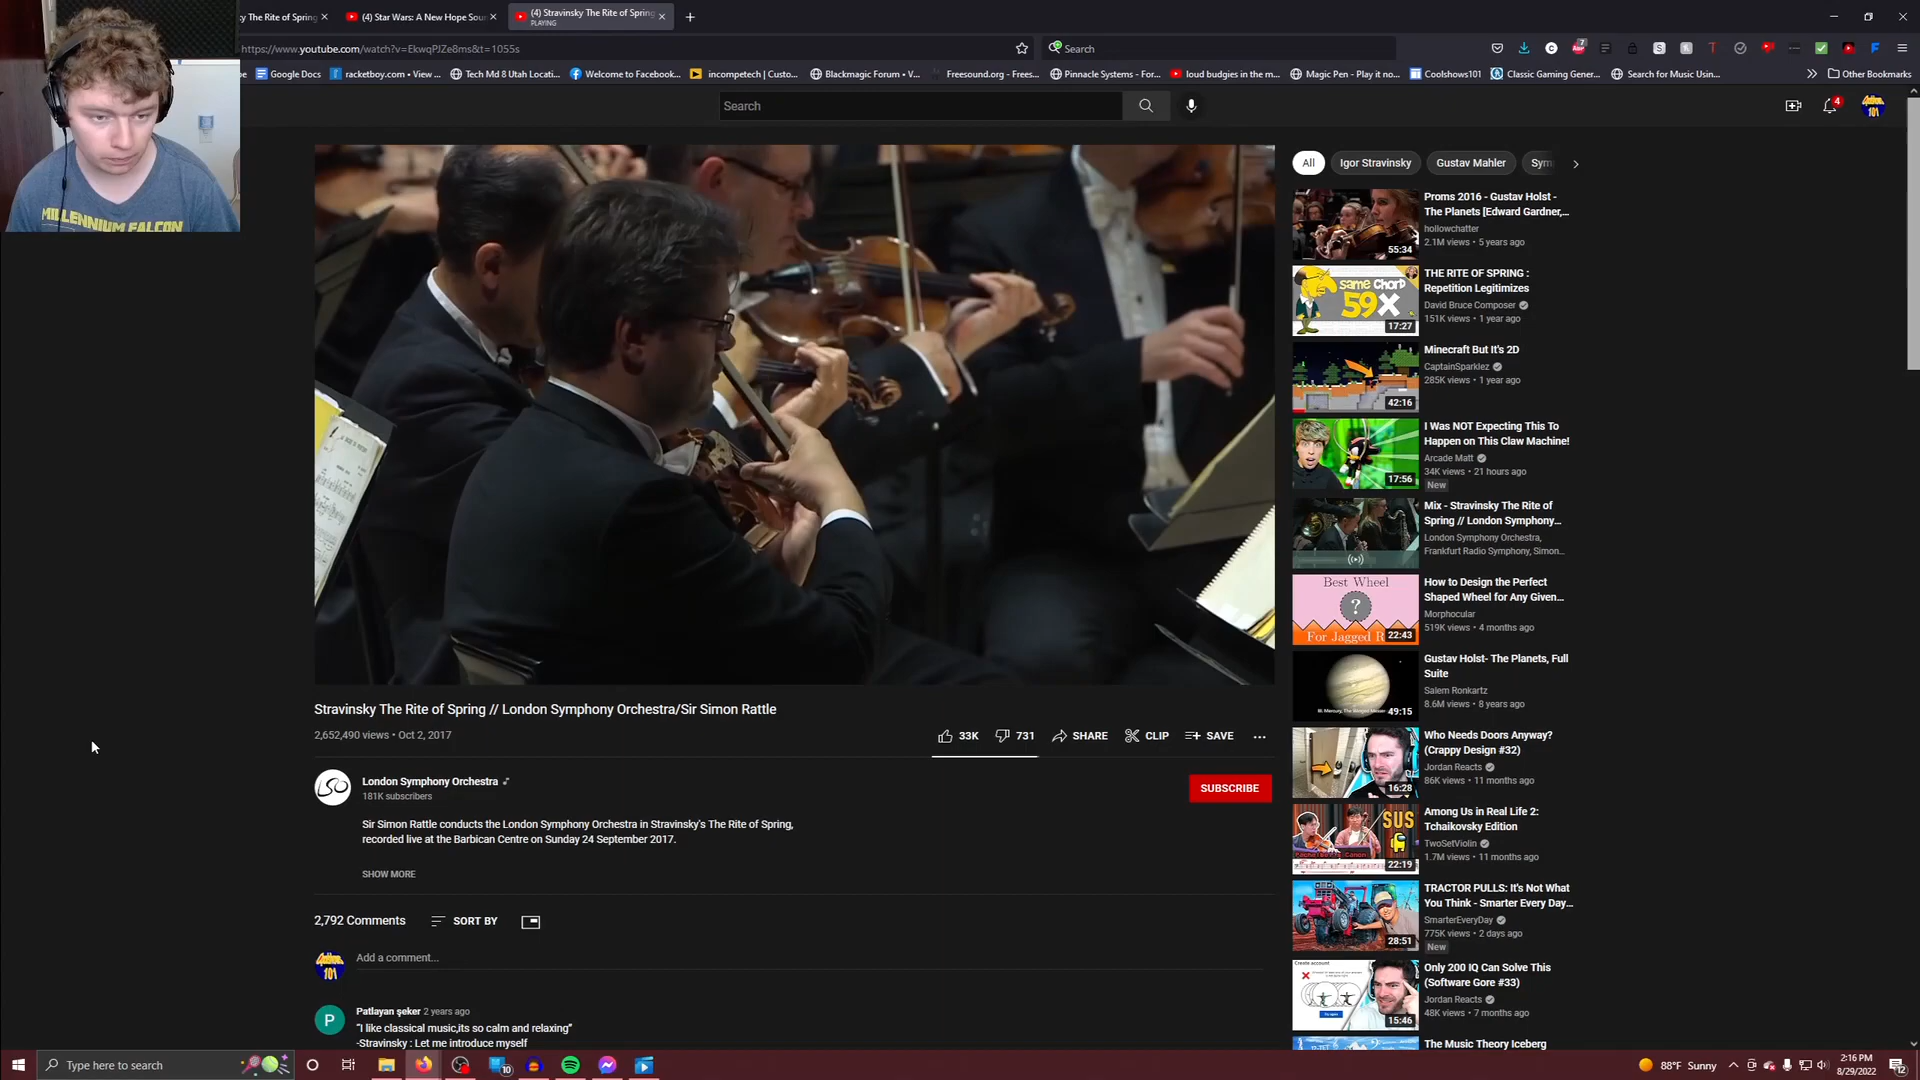 ty The Rite of Spring
(4) Star Wars: A New Hope Sou
(4) Stravinsky The Rite of Spring
PLAYING
https://www.youtube.com/watch?v=EkwqPJZe8ms&t=1055s
Search
7
Google Docs
racketboy.com • View ...
Tech Md 8 Utah Locati...
Welcome to Facebook...
incompetech | Custo...
Blackmagic Forum • V...
Freesound.org - Frees...
Pinnacle Systems - For...
loud budgies in the m...
Magic Pen - Play it no...
Coolshows101
Classic Gaming Gener...
Search for Music Usin...
Other Bookmarks
Search
4
101
MILLENNIUM FALCON
All
Igor Stravinsky
Gustav Mahler
Sym
Proms 2016 - Gustav Holst -
The Planets [Edward Gardner,...
hollowchatter
2.1M views • 5 years ago
55:34
THE RITE OF SPRING :
Repetition Legitimizes
David Bruce Composer
151K views • 1 year ago
SAME CHORD
59X
17:27
Minecraft But It's 2D
CaptainSparklez
285K views • 1 year ago
42:16
I Was NOT Expecting This To
Happen on This Claw Machine!
Arcade Matt
34K views • 21 hours ago
New
17:56
Mix - Stravinsky The Rite of
Spring // London Symphony...
London Symphony Orchestra,
Frankfurt Radio Symphony, Simon...
How to Design the Perfect
Shaped Wheel for Any Given...
Morphocular
519K views • 4 months ago
Best Wheel
?
For Jagged R
22:43
Gustav Holst- The Planets, Full
Suite
Salem Ronkartz
8.6M views • 8 years ago
49:15
Who Needs Doors Anyway?
(Crappy Design #32)
Jordan Reacts
86K views • 11 months ago
16:28
Among Us in Real Life 2:
Tchaikovsky Edition
TwoSetViolin
1.7M views • 11 months ago
SUS
Pachelbel's Canon
22:19
TRACTOR PULLS: It's Not What
You Think - Smarter Every Day...
SmarterEveryDay
775K views • 2 days ago
New
28:51
Only 200 IQ Can Solve This
(Software Gore #33)
Jordan Reacts
48K views • 7 months ago
Create account
15:46
The Music Theory Iceberg
Stravinsky The Rite of Spring // London Symphony Orchestra/Sir Simon Rattle
2,652,490 views • Oct 2, 2017
33K
731
SHARE
CLIP
SAVE
...
LSO
London Symphony Orchestra
181K subscribers
SUBSCRIBE
Sir Simon Rattle conducts the London Symphony Orchestra in Stravinsky's The Rite of Spring,
recorded live at the Barbican Centre on Sunday 24 September 2017.
SHOW MORE
2,792 Comments
SORT BY
101
Add a comment...
P
Patlayan şeker 2 years ago
"I like classical music,its so calm and relaxing"
-Stravinsky : Let me introduce myself
Type here to search
10
88°F Sunny
2:16 PM
8/29/2022
12